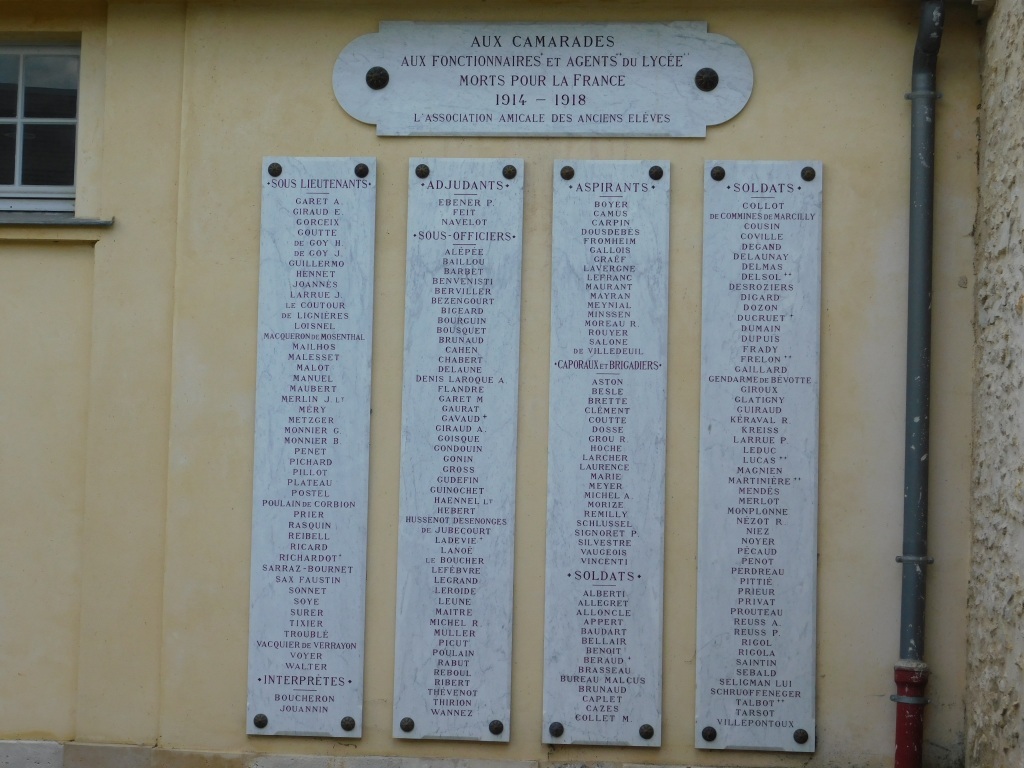 AUX CAMARADES
AUX FONCTIONNAIRES* ET AGENTS** DU LYCÉE
MORTS POUR LA FRANCE
1914 – 1918
L'ASSOCIATION AMICALE DES ANCIENS ELÈVES
•SOUS LIEUTENANTS•
GARET A.
GIRAUD E.
GORCEIX
GOUTTE
DE GOY H.
DE GOY J.
GUILLERMO
HENNET
JOANNÈS
LARRUE J.
LE COUTOUR
DE LIGNIÈRES
LOISNEL
MACQUERON DE MOSENTHAL
MAILHOS
MALESSET
MALOT
MANUEL
MAUBERT
MERLIN J. LT
MÉRY
METZGER
MONNIER G.
MONNIER B.
PENET
PICHARD
PILLOT
PLATEAU
POSTEL
POULAIN DE CORBION
PRIER
RASQUIN
REIBELL
RICARD
RICHARDOT*
SARRAZ-BOURNET
SAX FAUSTIN
SONNET
SOYE
SURER
TIXIER
TROUBLÉ
VACQUIER DE VERRAYON
VOYER
WALTER
•INTERPRÈTES•
BOUCHERON
JOUANNIN
•ADJUDANTS•
EBENER P.
FEIT
NAVELOT
•SOUS-OFFICIERS•
ALÉPÉE
BAILLOU
BARBET
BENVENISTI
BERVILLER
BEZENGOURT
BIGEARD
BOURGUIN
BOUSQUET
BRUNAUD
CAHEN
CHABERT
DELAUNE
DENIS LAROQUE A.
FLANDRE
GARET M.
GAURAT
GAVAUD*
GIRAUD A.
GOISQUE
GONDOUIN
GONIN
GROSS
GUDEFIN
GUINOCHET
HAENNEL LT
HEBERT
HUSSENOT DESENONGES
DE JUBECOURT
LADEVIE*
LANOË
LE BOUCHER
LEFÉBVRE
LEGRAND
LEROIDE
LEUNE
MAITRE
MICHEL R.
MULLER
PICUT
POULAIN
RABUT
REBOUL
RIBERT
THÉVENOT
THIRION
WANNEZ
•ASPIRANTS•
BOYER
CAMUS
CARPIN
DOUSDEBÉS
FROMHEIM
GALLOIS
GRAËF
LAVERGNE
LEFRANC
MAURANT
MAYRAN
MEYNIAL
MINSSEN
MOREAU R.
ROUYER
SALONE
DE VILLEDEUIL
•CAPORAUX ET BRIGADIERS•
ASTON
BESLE
BRETTE
CLÉMENT
COUTTE
DOSSE
GROU R.
HOCHE
LARCHER
LAURENCE
MARIE
MEYER
MICHEL A.
MORIZE
REMILLY
SCHLUSSEL
SIGNORET P.
SILVESTRE
VAUGEOIS
VINCENTI
•SOLDATS•
ALBERTI
ALLEGRET
ALLONCLE
APPERT
BAUDART
BELLAIR
BENOIT
BERAUD*
BRASSEAU
BUREAU MALCUS
BRUNAUD
CAPLET
CAZES
COLLET M.
•SOLDATS•
COLLOT
DE COMMINES DE MARCILLY
COUSIN
COVILLE
DEGAND
DELAUNAY
DELMAS
DELSOL**
DESROZIERS
DIGARD
DOZON
DUCRUET*
DUMAIN
DUPUIS
FRADY
FRELON**
GAILLARD
GENDARME DE BÉVOTTE
GIROUX
GLATIGNY
GUIRAUD
KÉRAVAL R.
KREISS
LARRUE P.
LEDUC
LUCAS**
MAGNIEN
MARTINIÈRE**
MENDÈS
MERLOT
MONPLONNE
NÉZOT R.
NIEZ
NOYER
PÉCAUD
PENOT
PERDREAU
PITTIÉ
PRIEUR
PRIVAT
PROUTEAU
REUSS A.
REUSS P.
RIGOL
RIGOLA
SAINTIN
SEBALD
SELIGMAN LUI
SCHRUOFFENEGER
TALBOT**
TARSOT
VILLEPONTOUX